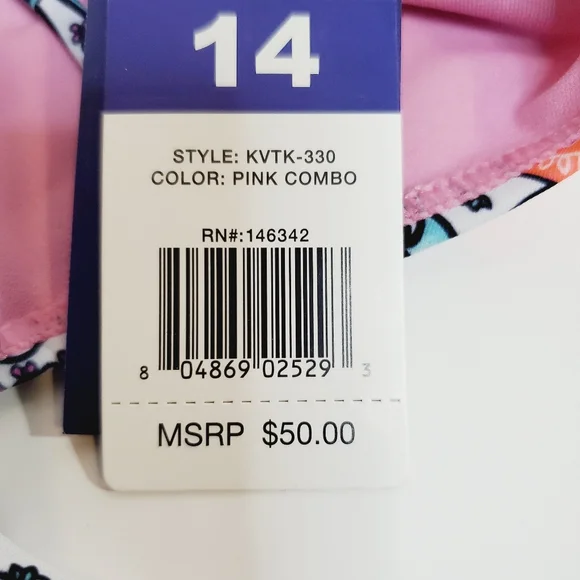 14
STYLE: KVTK-330
COLOR: PINK COMBO
RN#:146342
8 04869 02529 3
MSRP $50.00